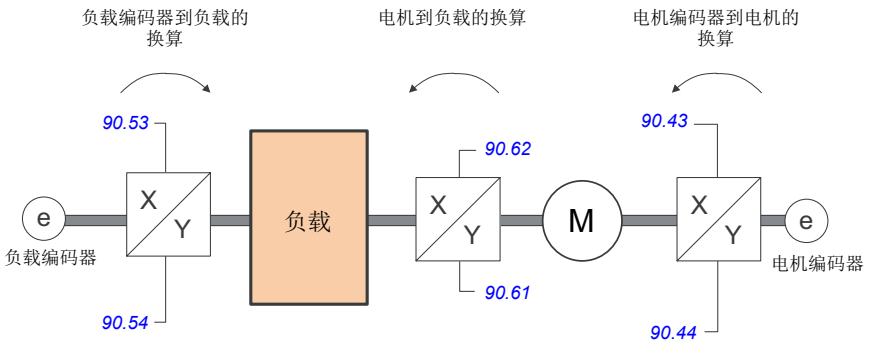 负载编码器到负载的
换算
电机到负载的换算
电机编码器到电机的
换算
90.53
90.62
90.43
e
X
Y
负载
X
Y
M
X
Y
e
负载编码器
电机编码器
90.54
90.61
90.44